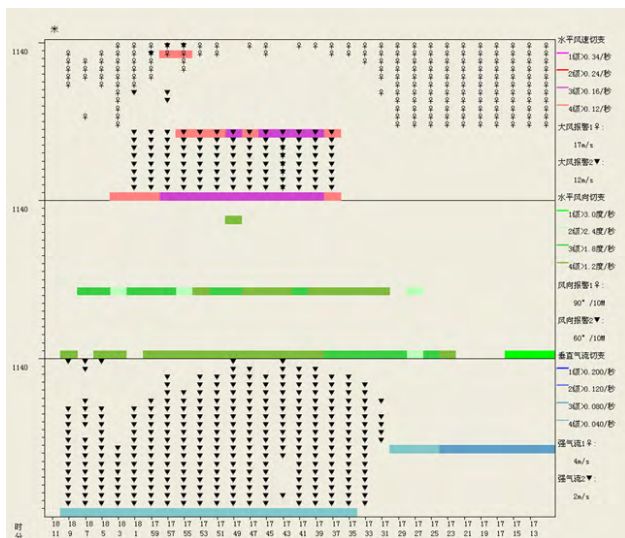 米
1140
水平风速切变
1级>0.34/秒
2级>0.24/秒
3级>0.16/秒
4级>0.12/秒
大风报警1♀:
17m/s
大风报警2▼:
12m/s
1140
水平风向切变
1级>3.0度/秒
2级>2.4度/秒
3级>1.8度/秒
4级>1.2度/秒
风向报警1♀:
90°/10M
风向报警2▼:
60°/10M
1140
垂直气流切变
1级>0.200/秒
2级>0.120/秒
3级>0.080/秒
4级>0.040/秒
强气流1♀:
4m/s
强气流2▼:
2m/s
时 18 18 18 18 18 18 17 17 17 17 17 17 17 17 17 17 17 17 17 17 17 17 17 17 17 17 17 17 17 17
分 11 9 7 5 3 1 59 57 55 53 51 49 47 45 43 41 39 37 35 33 31 29 27 25 23 21 19 17 15 13